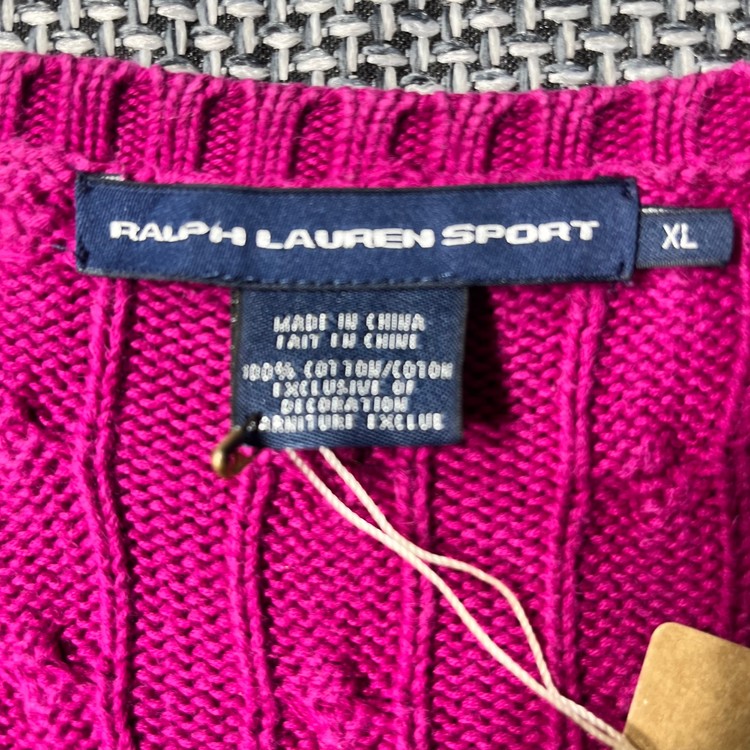 RALPH LAUREN SPORT
XL
MADE IN CHINA
FAIT EN CHINE
100% COTTON/COTON
EXCLUSIVE OF
DECORATION
GARNITURE EXCLUE